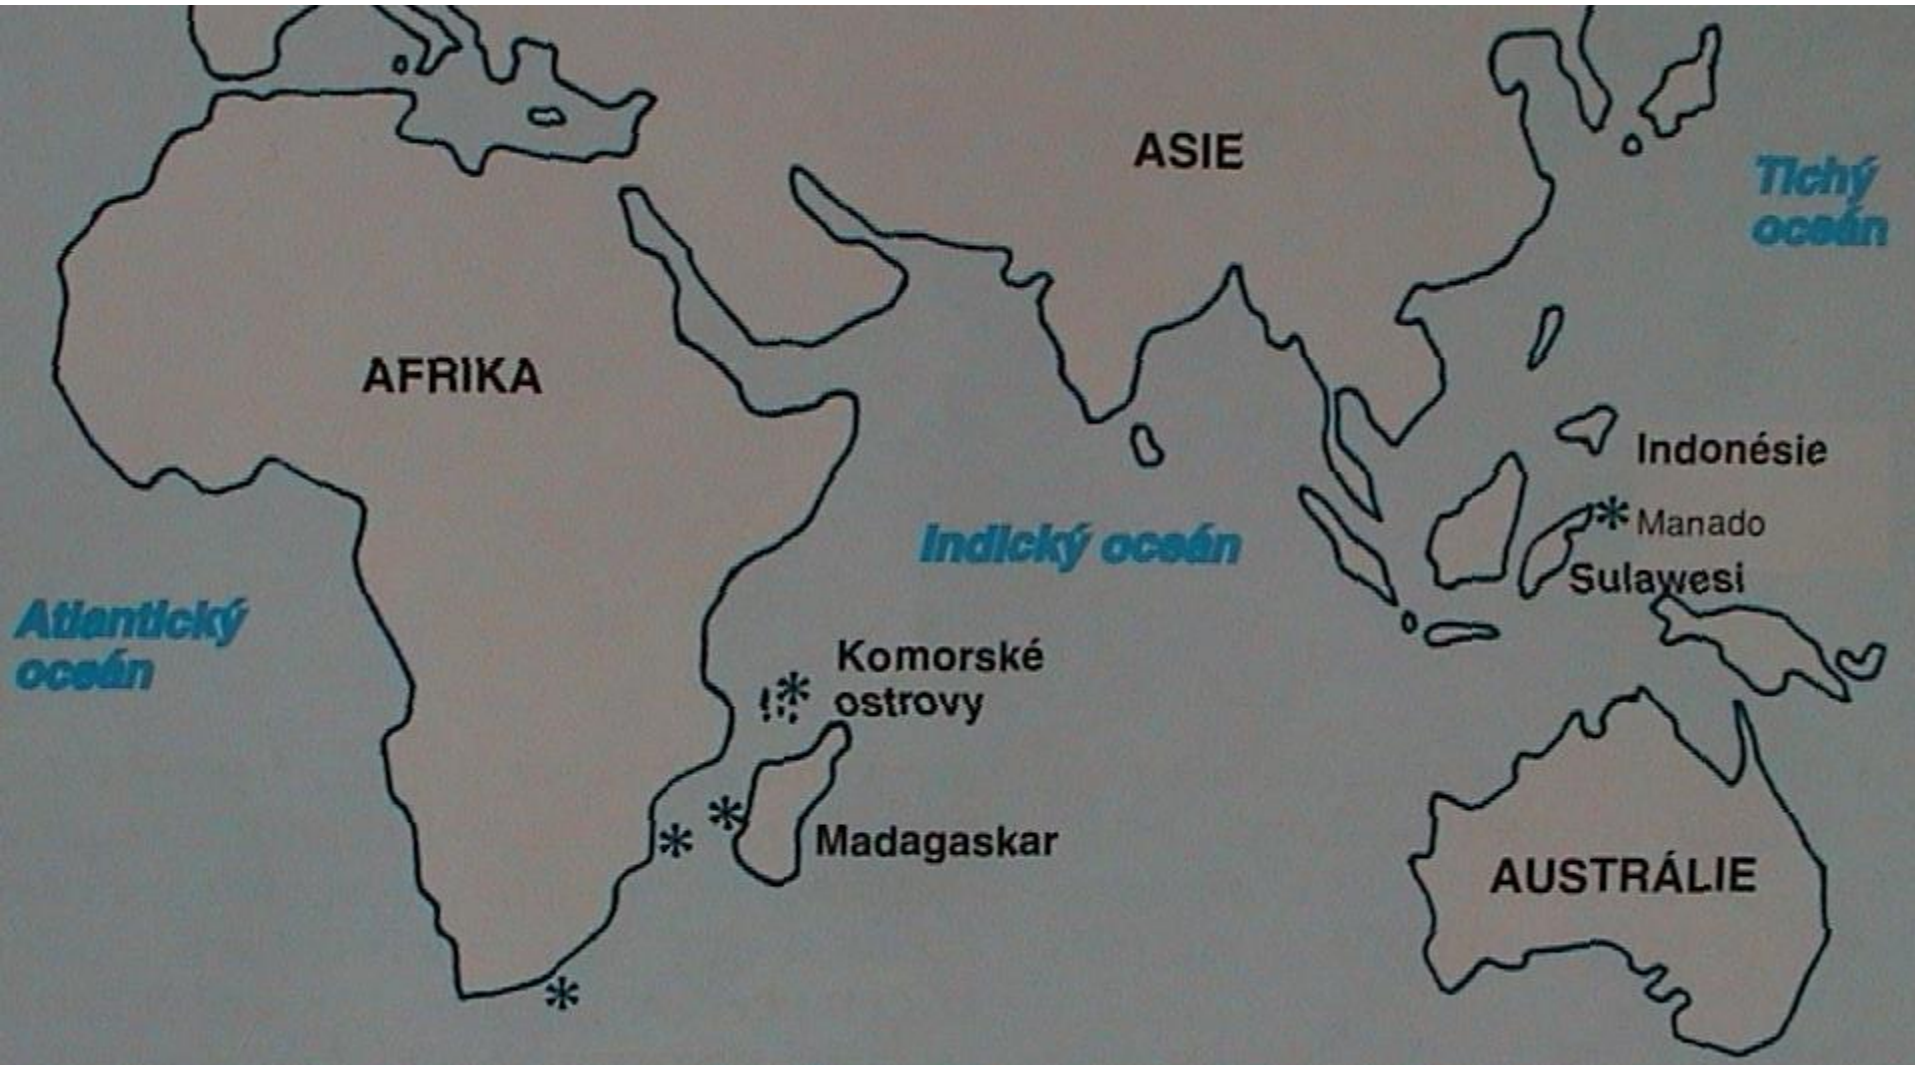 ASIE
Tichý
oceán
AFRIKA
Indonésie
Manado
Indický oceán
Sulawesi
Atlantický
oceán
Komorské
ostrovy
Madagaskar
AUSTRÁLIE